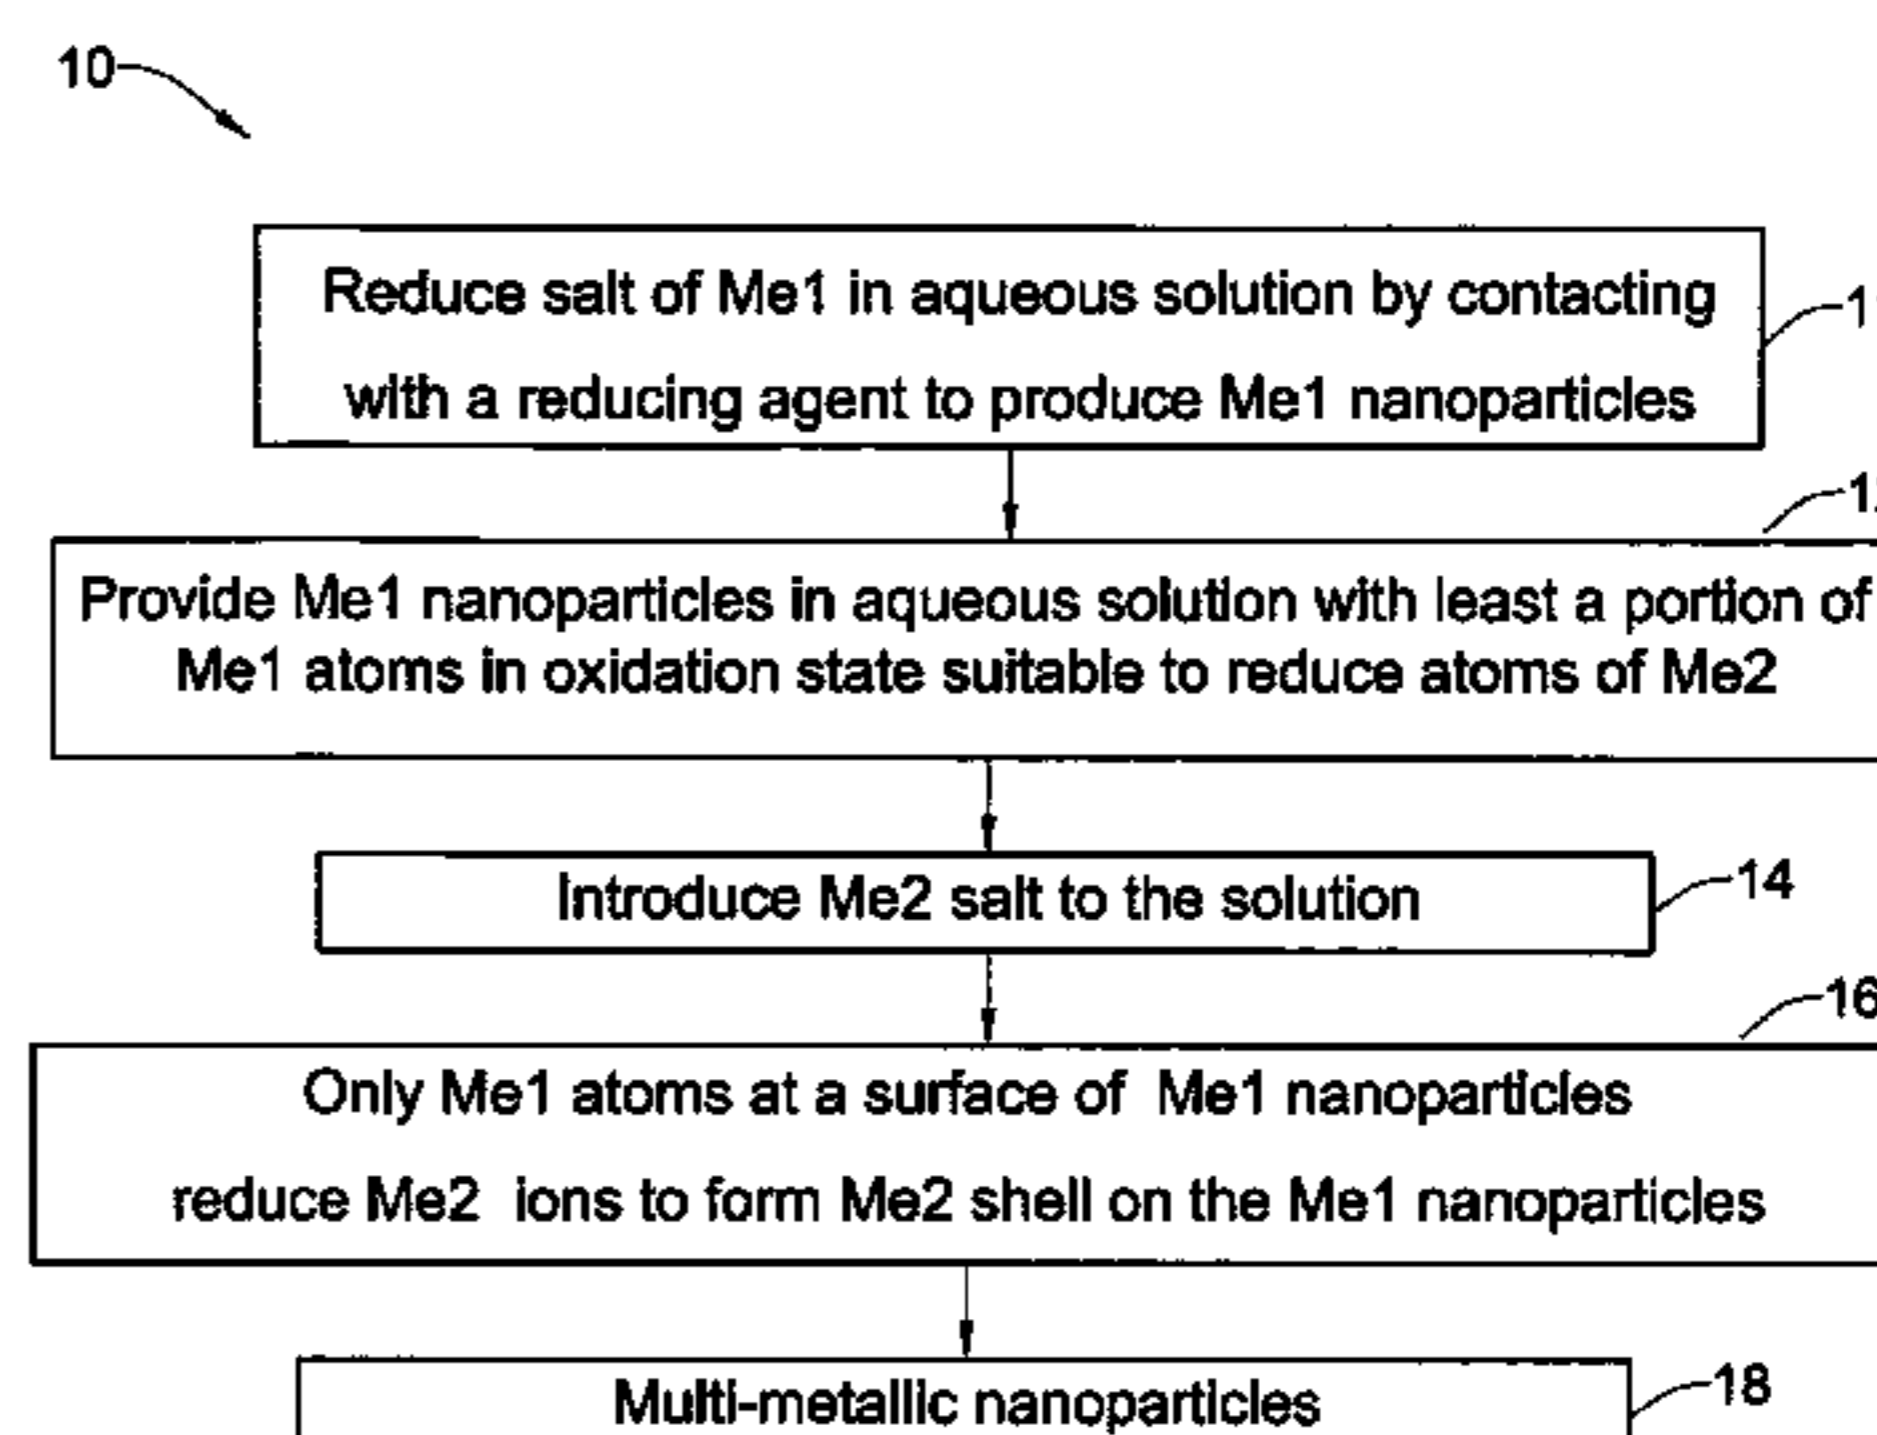 10
Reduce salt of Me1 in aqueous solution by contacting
with a reducing agent to produce Me1 nanoparticles
Provide Me1 nanoparticles in aqueous solution with least a portion of
Me1 atoms in oxidation state suitable to reduce atoms of Me2
Introduce Me2 salt to the solution
14
16
Only Me1 atoms at a surface of Me1 nanoparticles
reduce Me2 ions to form Me2 shell on the Me1 nanoparticles
Multi-metallic nanoparticles
18